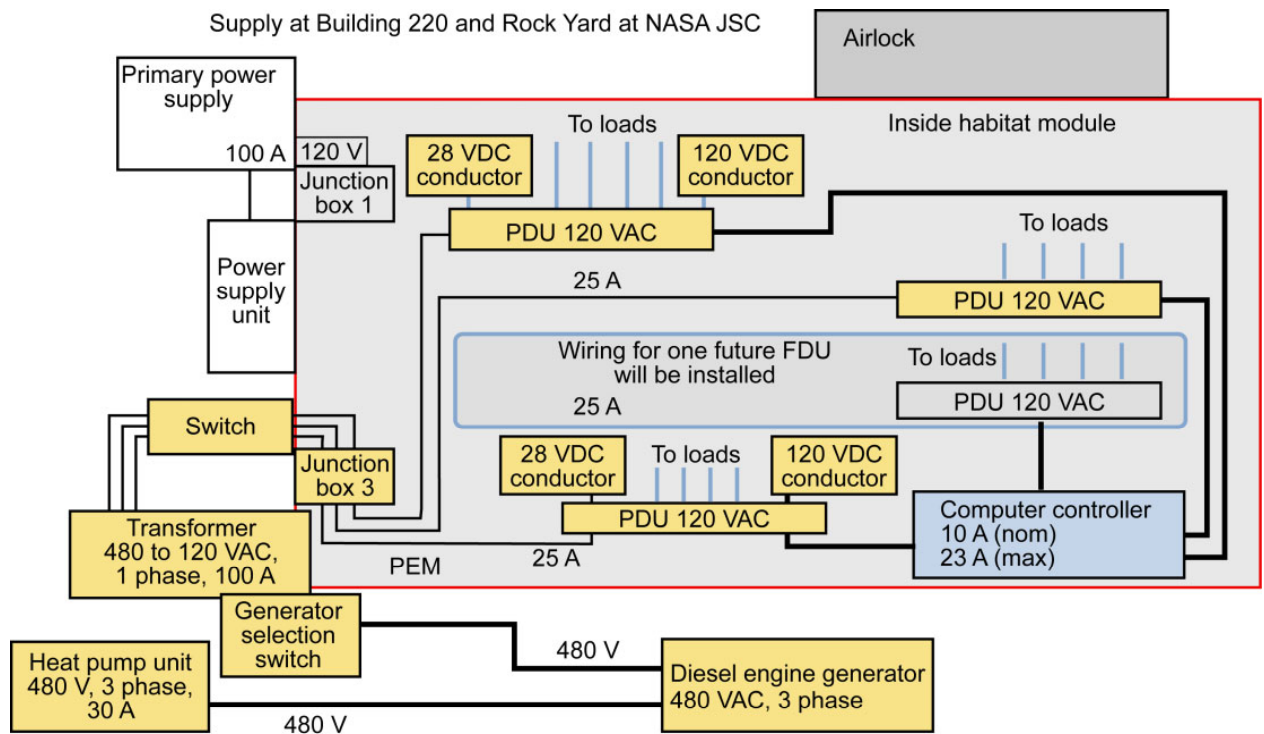 Supply at Building 220 and Rock Yard at NASA JSC
Airlock
Primary power
supply
100 A
120 V
Junction
box 1
Power
supply
unit
Inside habitat module
To loads
28 VDC
conductor
120 VDC
conductor
PDU 120 VAC
To loads
25 A
PDU 120 VAC
Wiring for one future FDU
will be installed
To loads
25 A
PDU 120 VAC
Switch
Junction
box 3
28 VDC
conductor
To loads
120 VDC
conductor
PDU 120 VAC
Computer controller
10 A (nom)
23 A (max)
Transformer
480 to 120 VAC,
1 phase, 100 A
PEM
25 A
Generator
selection
switch
480 V
Heat pump unit
480 V, 3 phase,
30 A
480 V
Diesel engine generator
480 VAC, 3 phase